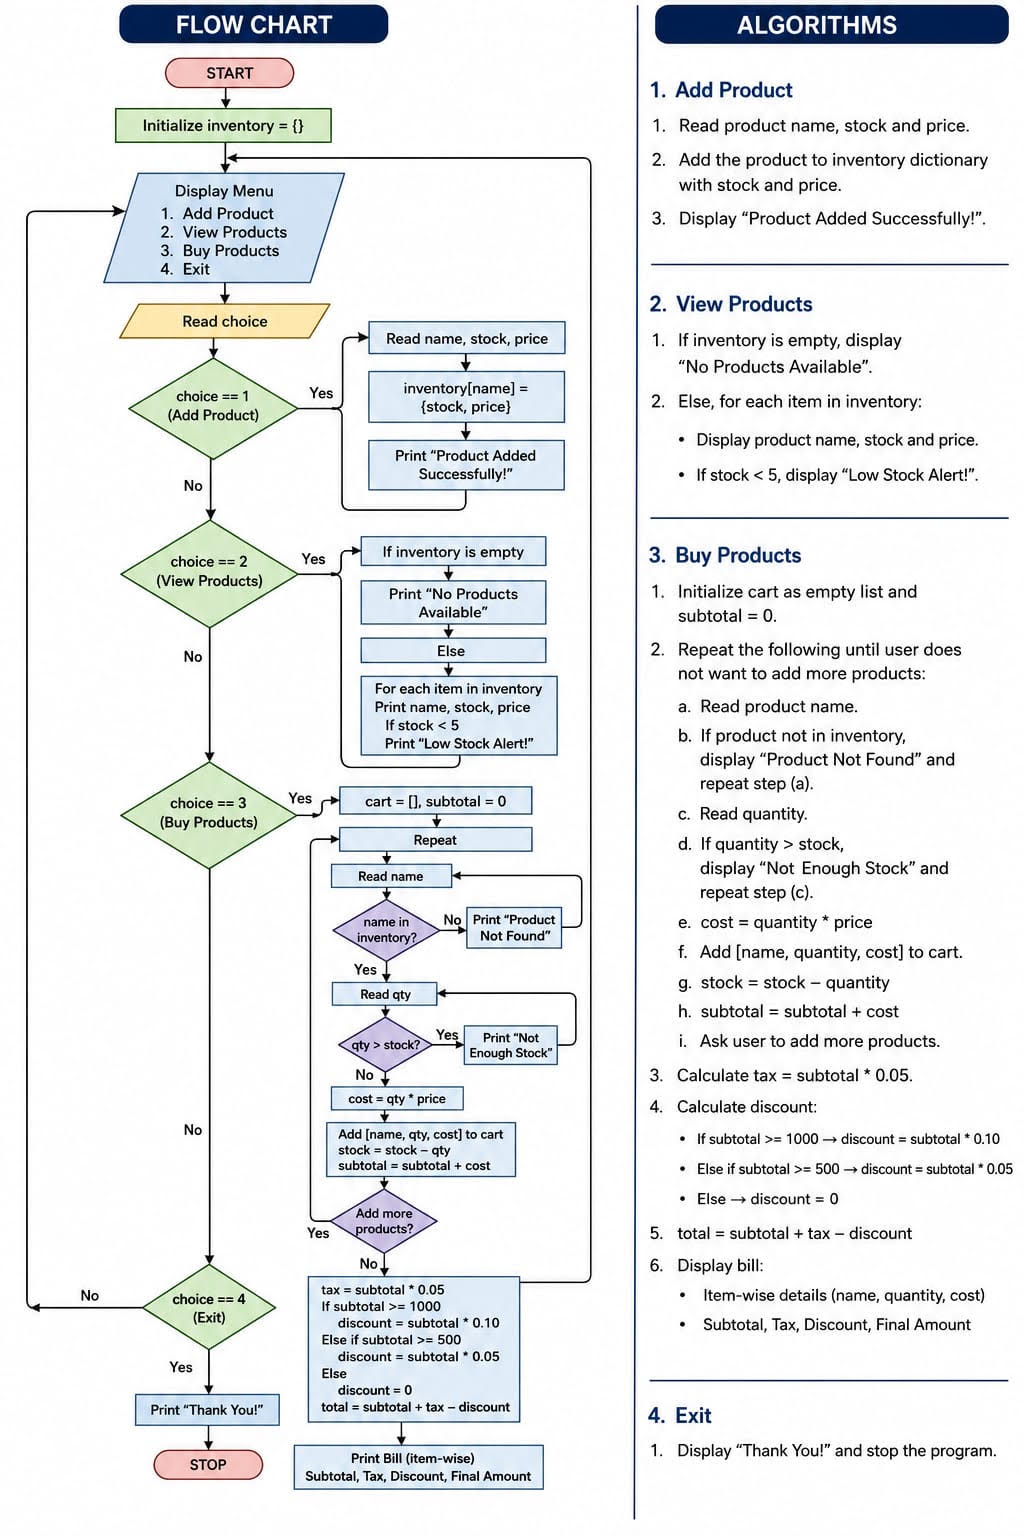 FLOW CHART
START
Initialize inventory = {}
Display Menu
1. Add Product
2. View Products
3. Buy Products
4. Exit
Read choice
choice == 1
(Add Product)
Yes
Read name, stock, price
inventory[name] =
{stock, price}
Print “Product Added
Successfully!”
No
choice == 2
(View Products)
Yes
If inventory is empty
Print “No Products
Available”
Else
For each item in inventory
Print name, stock, price
If stock < 5
Print “Low Stock Alert!”
No
choice == 3
(Buy Products)
Yes
cart = [], subtotal = 0
Repeat
Read name
name in
inventory?
No
Print “Product
Not Found”
Yes
Read qty
qty > stock?
Yes
Print “Not
Enough Stock”
No
cost = qty * price
Add [name, qty, cost] to cart
stock = stock – qty
subtotal = subtotal + cost
Add more
products?
Yes
No
tax = subtotal * 0.05
If subtotal >= 1000
discount = subtotal * 0.10
Else if subtotal >= 500
discount = subtotal * 0.05
Else
discount = 0
total = subtotal + tax – discount
Print Bill (item-wise)
Subtotal, Tax, Discount, Final Amount
No
choice == 4
(Exit)
No
Yes
Print “Thank You!”
STOP
ALGORITHMS
1. Add Product
1. Read product name, stock and price.
2. Add the product to inventory dictionary
with stock and price.
3. Display “Product Added Successfully!”.
2. View Products
1. If inventory is empty, display
“No Products Available”.
2. Else, for each item in inventory:
• Display product name, stock and price.
• If stock < 5, display “Low Stock Alert!”.
3. Buy Products
1. Initialize cart as empty list and
subtotal = 0.
2. Repeat the following until user does
not want to add more products:
a. Read product name.
b. If product not in inventory,
display “Product Not Found” and
repeat step (a).
c. Read quantity.
d. If quantity > stock,
display “Not Enough Stock” and
repeat step (c).
e. cost = quantity * price
f. Add [name, quantity, cost] to cart.
g. stock = stock – quantity
h. subtotal = subtotal + cost
i. Ask user to add more products.
3. Calculate tax = subtotal * 0.05.
4. Calculate discount:
• If subtotal >= 1000 → discount = subtotal * 0.10
• Else if subtotal >= 500 → discount = subtotal * 0.05
• Else → discount = 0
5. total = subtotal + tax – discount
6. Display bill:
• Item-wise details (name, quantity, cost)
• Subtotal, Tax, Discount, Final Amount
4. Exit
1. Display “Thank You!” and stop the program.